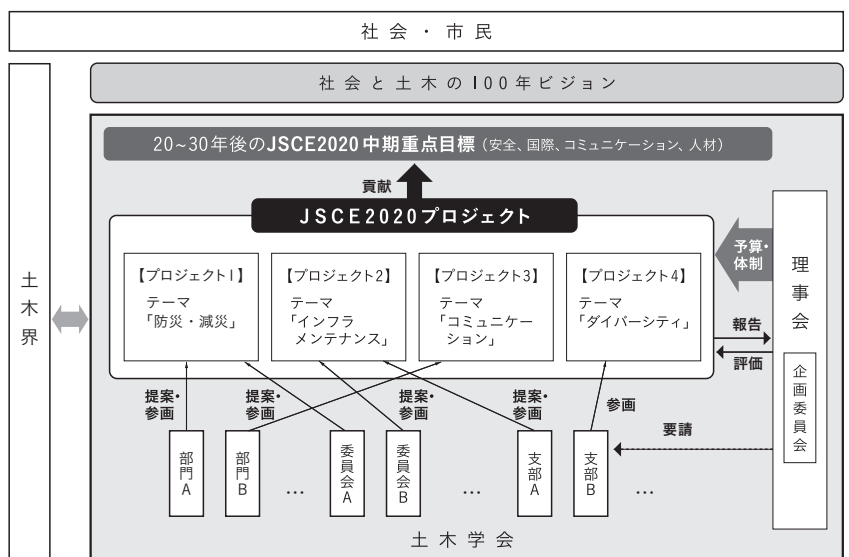 社会・市民
社会と土木の100年ビジョン
20~30年後のJSCE2020中期重点目標(安全、国際、コミュニケーション、人材)
貢献
JSCE2020プロジェクト
【プロジェクト1】
テーマ
「防災・減災」
【プロジェクト2】
テーマ
「インフラ
メンテナンス」
【プロジェクト3】
テーマ
「コミュニケー
ション」
【プロジェクト4】
テーマ
「ダイバーシティ」
予算・
体制
理事会
企画委員会
報告
評価
土木界
提案・
参画
提案・
参画
提案・
参画
提案・
参画
参画
要請
部門A
部門B
…
委員会A
委員会B
…
支部A
支部B
…
土木学会